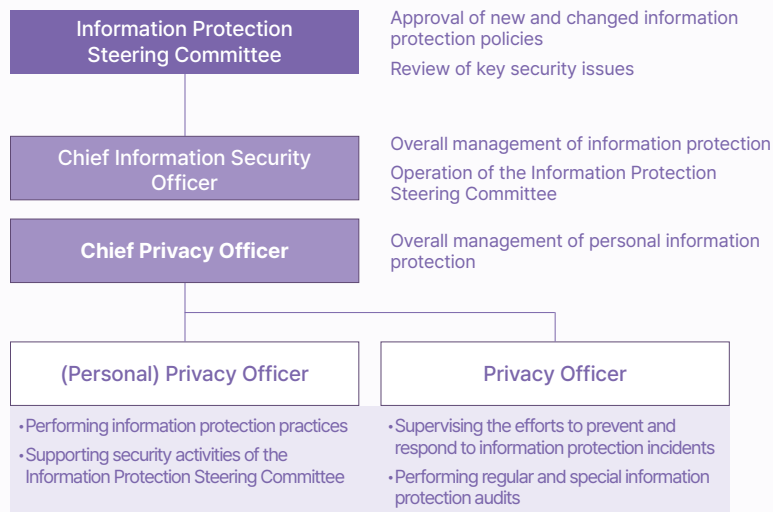 Information Protection
Steering Committee
Approval of new and changed information
protection policies
Review of key security issues
Chief Information Security
Officer
Overall management of information protection
Operation of the Information Protection
Steering Committee
Chief Privacy Officer
Overall management of personal information
protection
(Personal) Privacy Officer
•Performing information protection practices
•Supporting security activities of the
Information Protection Steering Committee
Privacy Officer
•Supervising the efforts to prevent and
respond to information protection incidents
•Performing regular and special information
protection audits